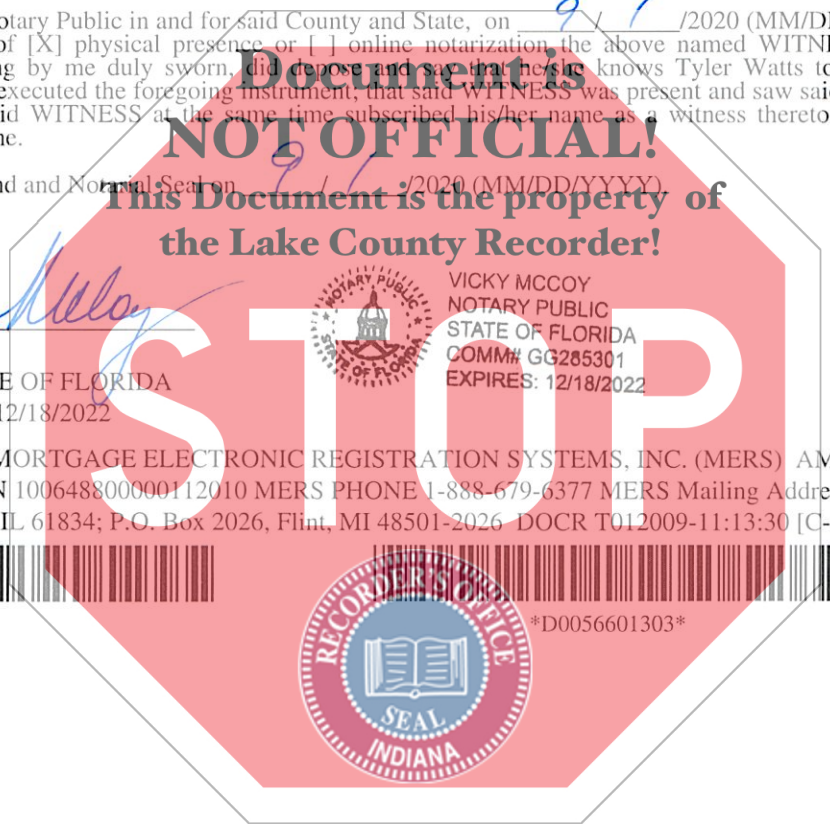 otary Public in and for said County and State, on 9 / 1 /2020 (MM/D
of [X] physical presence or [ ] online notarization the above named WITN
g by me duly sworn, did depose and say that he/she knows Tyler Watts to
executed the foregoing instrument; that said WITNESS was present and saw said
id WITNESS at the same time subscribed his/her name as a witness thereto
ne.
Document is
NOT OFFICIAL!
nd and Notarial Seal on 9 / 1 /2020 (MM/DD/YYYY).
This Document is the property of
the Lake County Recorder!
NOTARY PUBLIC
STATE OF FLORIDA
VICKY MCCOY
NOTARY PUBLIC
STATE OF FLORIDA
COMM# GG285301
EXPIRES: 12/18/2022
STOP
E OF FLORIDA
12/18/2022
MORTGAGE ELECTRONIC REGISTRATION SYSTEMS, INC. (MERS) AM
N 100648800000112010 MERS PHONE 1-888-679-6377 MERS Mailing Addre
IL 61834; P.O. Box 2026, Flint, MI 48501-2026 DOCR T012009-11:13:30 [C-
*D0056601303*
RECORDER'S OFFICE
SEAL
INDIANA